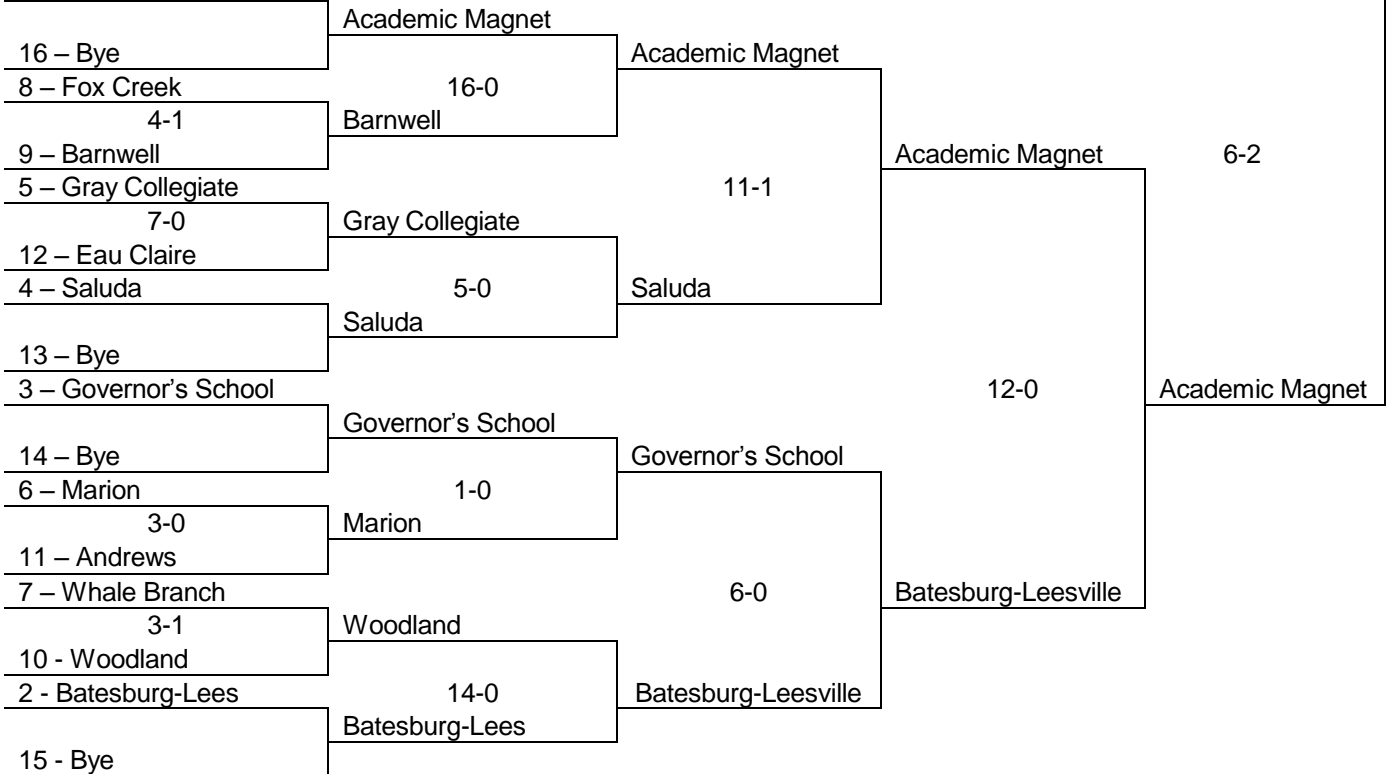 Academic Magnet
16 – Bye
Academic Magnet
8 – Fox Creek
16-0
4-1
Barnwell
9 – Barnwell
Academic Magnet
6-2
5 – Gray Collegiate
11-1
7-0
Gray Collegiate
12 – Eau Claire
4 – Saluda
5-0
Saluda
Saluda
13 – Bye
3 – Governor's School
12-0
Academic Magnet
Governor's School
14 – Bye
Governor's School
6 – Marion
1-0
3-0
Marion
11 – Andrews
7 – Whale Branch
6-0
Batesburg-Leesville
3-1
Woodland
10 - Woodland
2 - Batesburg-Lees
14-0
Batesburg-Leesville
Batesburg-Lees
15 - Bye